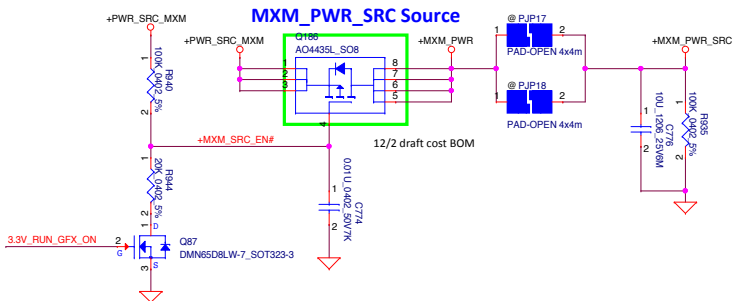 MXM_PWR_SRC Source
+PWR_SRC_MXM
+PWR_SRC_MXM
Q186
AO4435L_SO8
+MXM_PWR
@ PJP17
1
2
PAD-OPEN 4x4m
+MXM_PWR_SRC
1
2
3
8
7
6
5
4
@ PJP18
1
2
PAD-OPEN 4x4m
1
2
R940
100K_0402_5%
+MXM_SRC_EN#
12/2 draft cost BOM
1
2
C776
10U_1206_25V6M
1
2
R935
100K_0402_5%
1
2
R944
20K_0402_5%
1
2
C774
0.01U_0402_50V7K
3.3V_RUN_GFX_ON
2
G
1
D
3
S
Q87
DMN65D8LW-7_SOT323-3